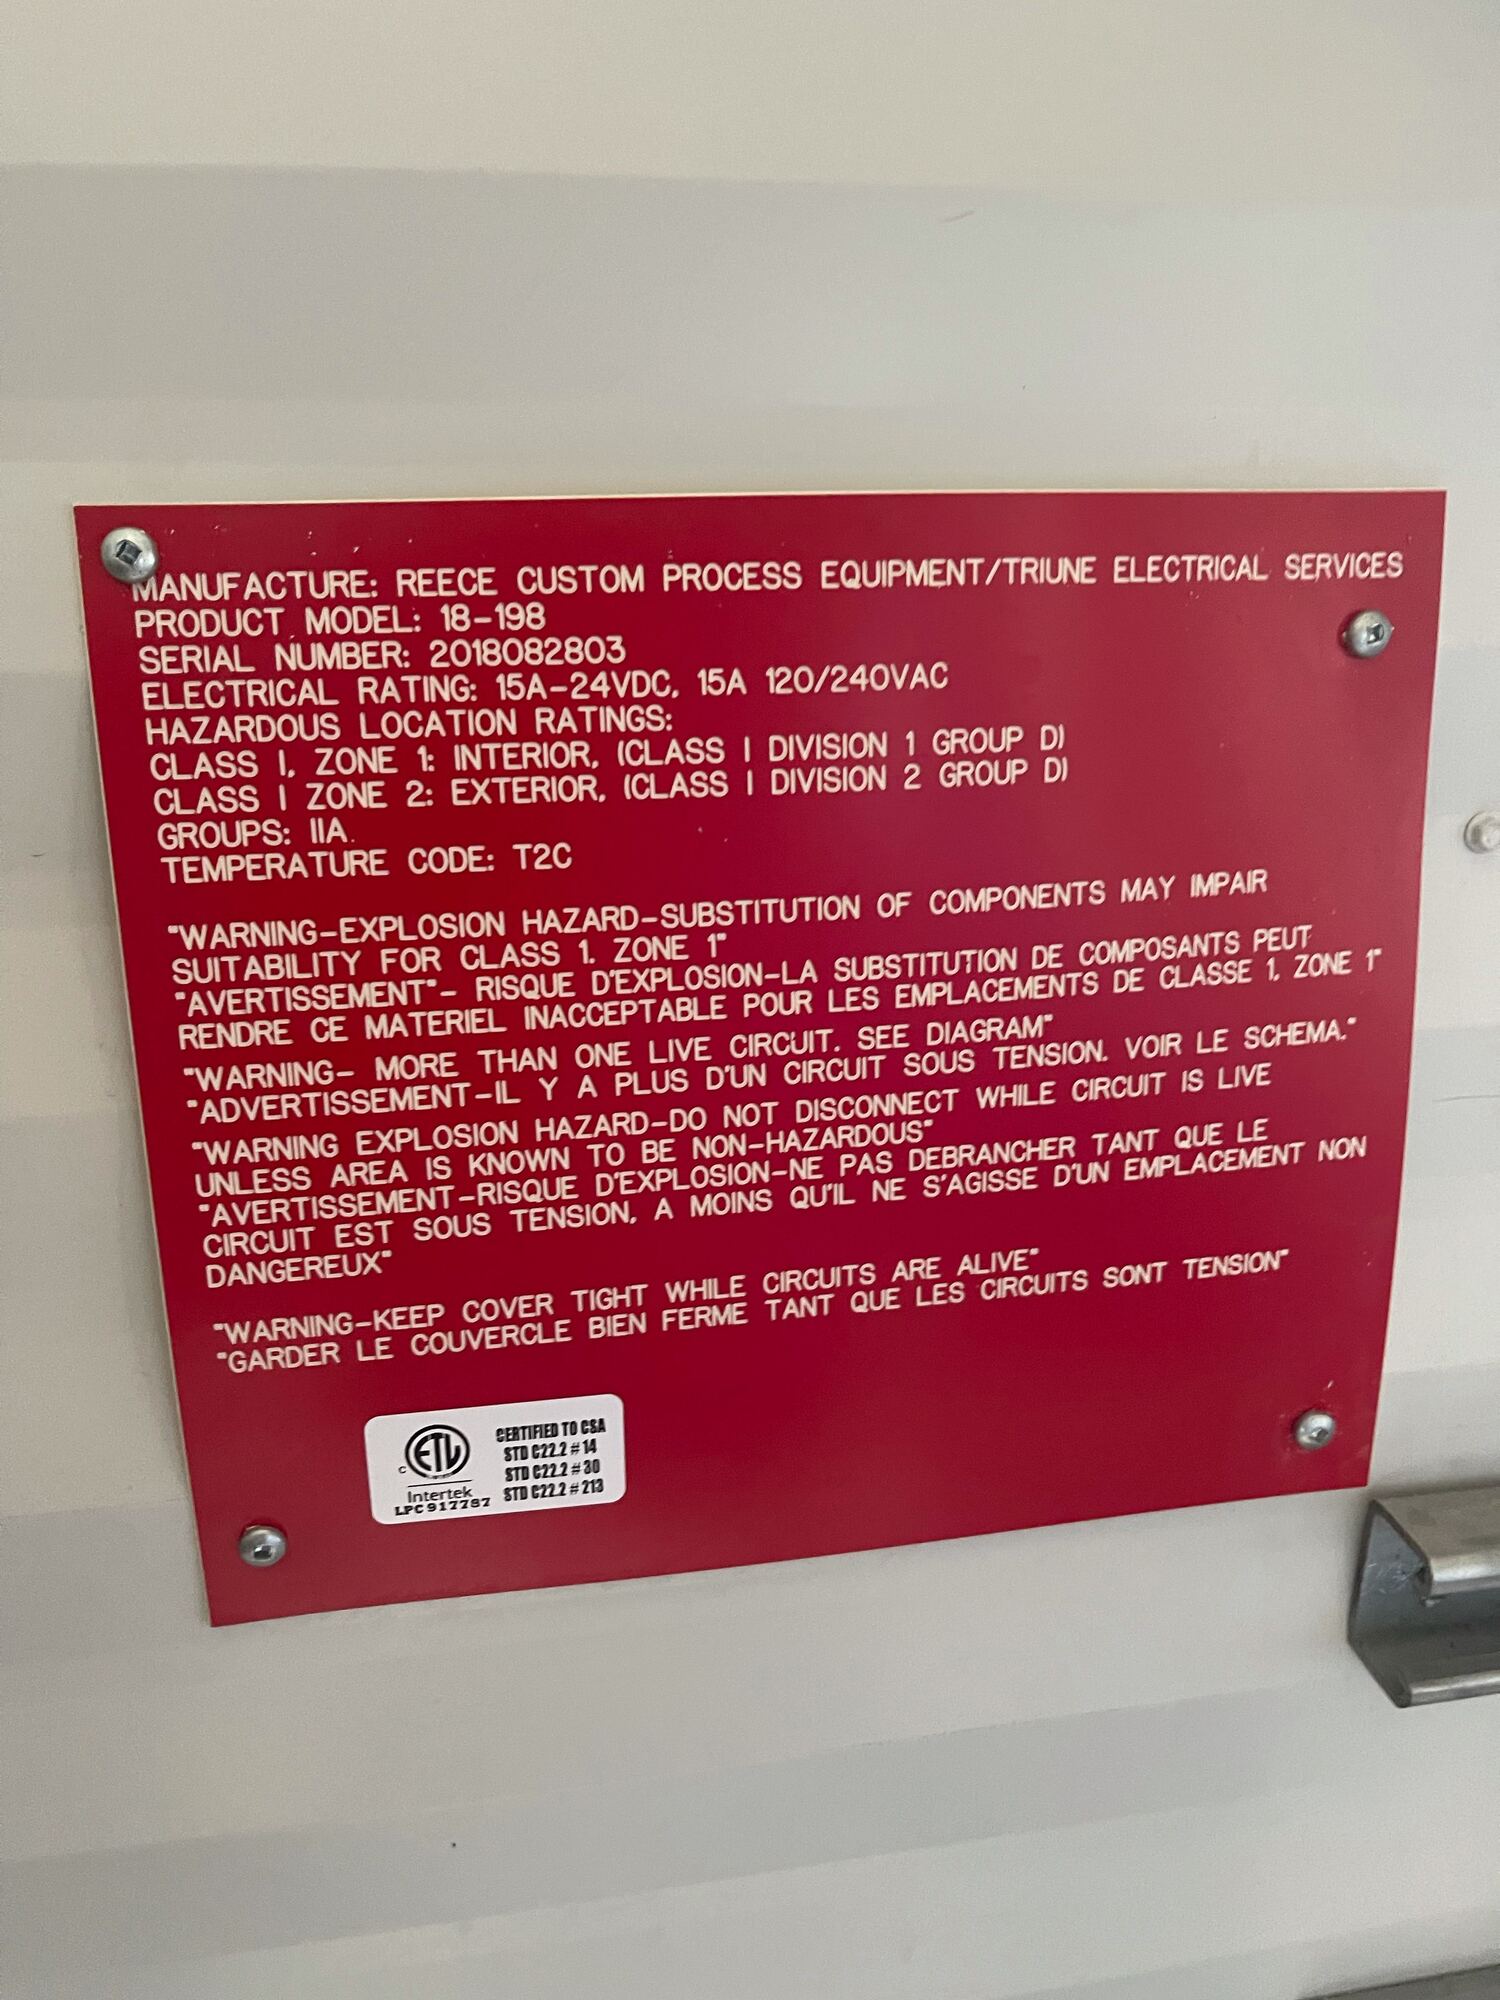 MANUFACTURE: REECE CUSTOM PROCESS EQUIPMENT/TRIUNE ELECTRICAL SERVICES
PRODUCT MODEL: 18-198
SERIAL NUMBER: 2018082803
ELECTRICAL RATING: 15A-24VDC, 15A 120/240VAC
HAZARDOUS LOCATION RATINGS:
CLASS I, ZONE 1: INTERIOR, (CLASS I DIVISION 1 GROUP D)
CLASS I ZONE 2: EXTERIOR, (CLASS I DIVISION 2 GROUP D)
GROUPS: IIA
TEMPERATURE CODE: T2C
"WARNING-EXPLOSION HAZARD-SUBSTITUTION OF COMPONENTS MAY IMPAIR
SUITABILITY FOR CLASS 1, ZONE 1"
"AVERTISSEMENT"- RISQUE D'EXPLOSION-LA SUBSTITUTION DE COMPOSANTS PEUT
RENDRE CE MATERIEL INACCEPTABLE POUR LES EMPLACEMENTS DE CLASSE 1, ZONE 1"
"WARNING- MORE THAN ONE LIVE CIRCUIT. SEE DIAGRAM"
"ADVERTISSEMENT-IL Y A PLUS D'UN CIRCUIT SOUS TENSION. VOIR LE SCHEMA."
"WARNING EXPLOSION HAZARD-DO NOT DISCONNECT WHILE CIRCUIT IS LIVE
UNLESS AREA IS KNOWN TO BE NON-HAZARDOUS"
"AVERTISSEMENT-RISQUE D'EXPLOSION-NE PAS DEBRANCHER TANT QUE LE
CIRCUIT EST SOUS TENSION, A MOINS QU'IL NE S'AGISSE D'UN EMPLACEMENT NON
DANGEREUX"
"WARNING-KEEP COVER TIGHT WHILE CIRCUITS ARE ALIVE"
"GARDER LE COUVERCLE BIEN FERME TANT QUE LES CIRCUITS SONT TENSION"
C ETL
Intertek
LPC 917787
CERTIFIED TO CSA
STD C22.2 # 14
STD C22.2 # 30
STD C22.2 # 213